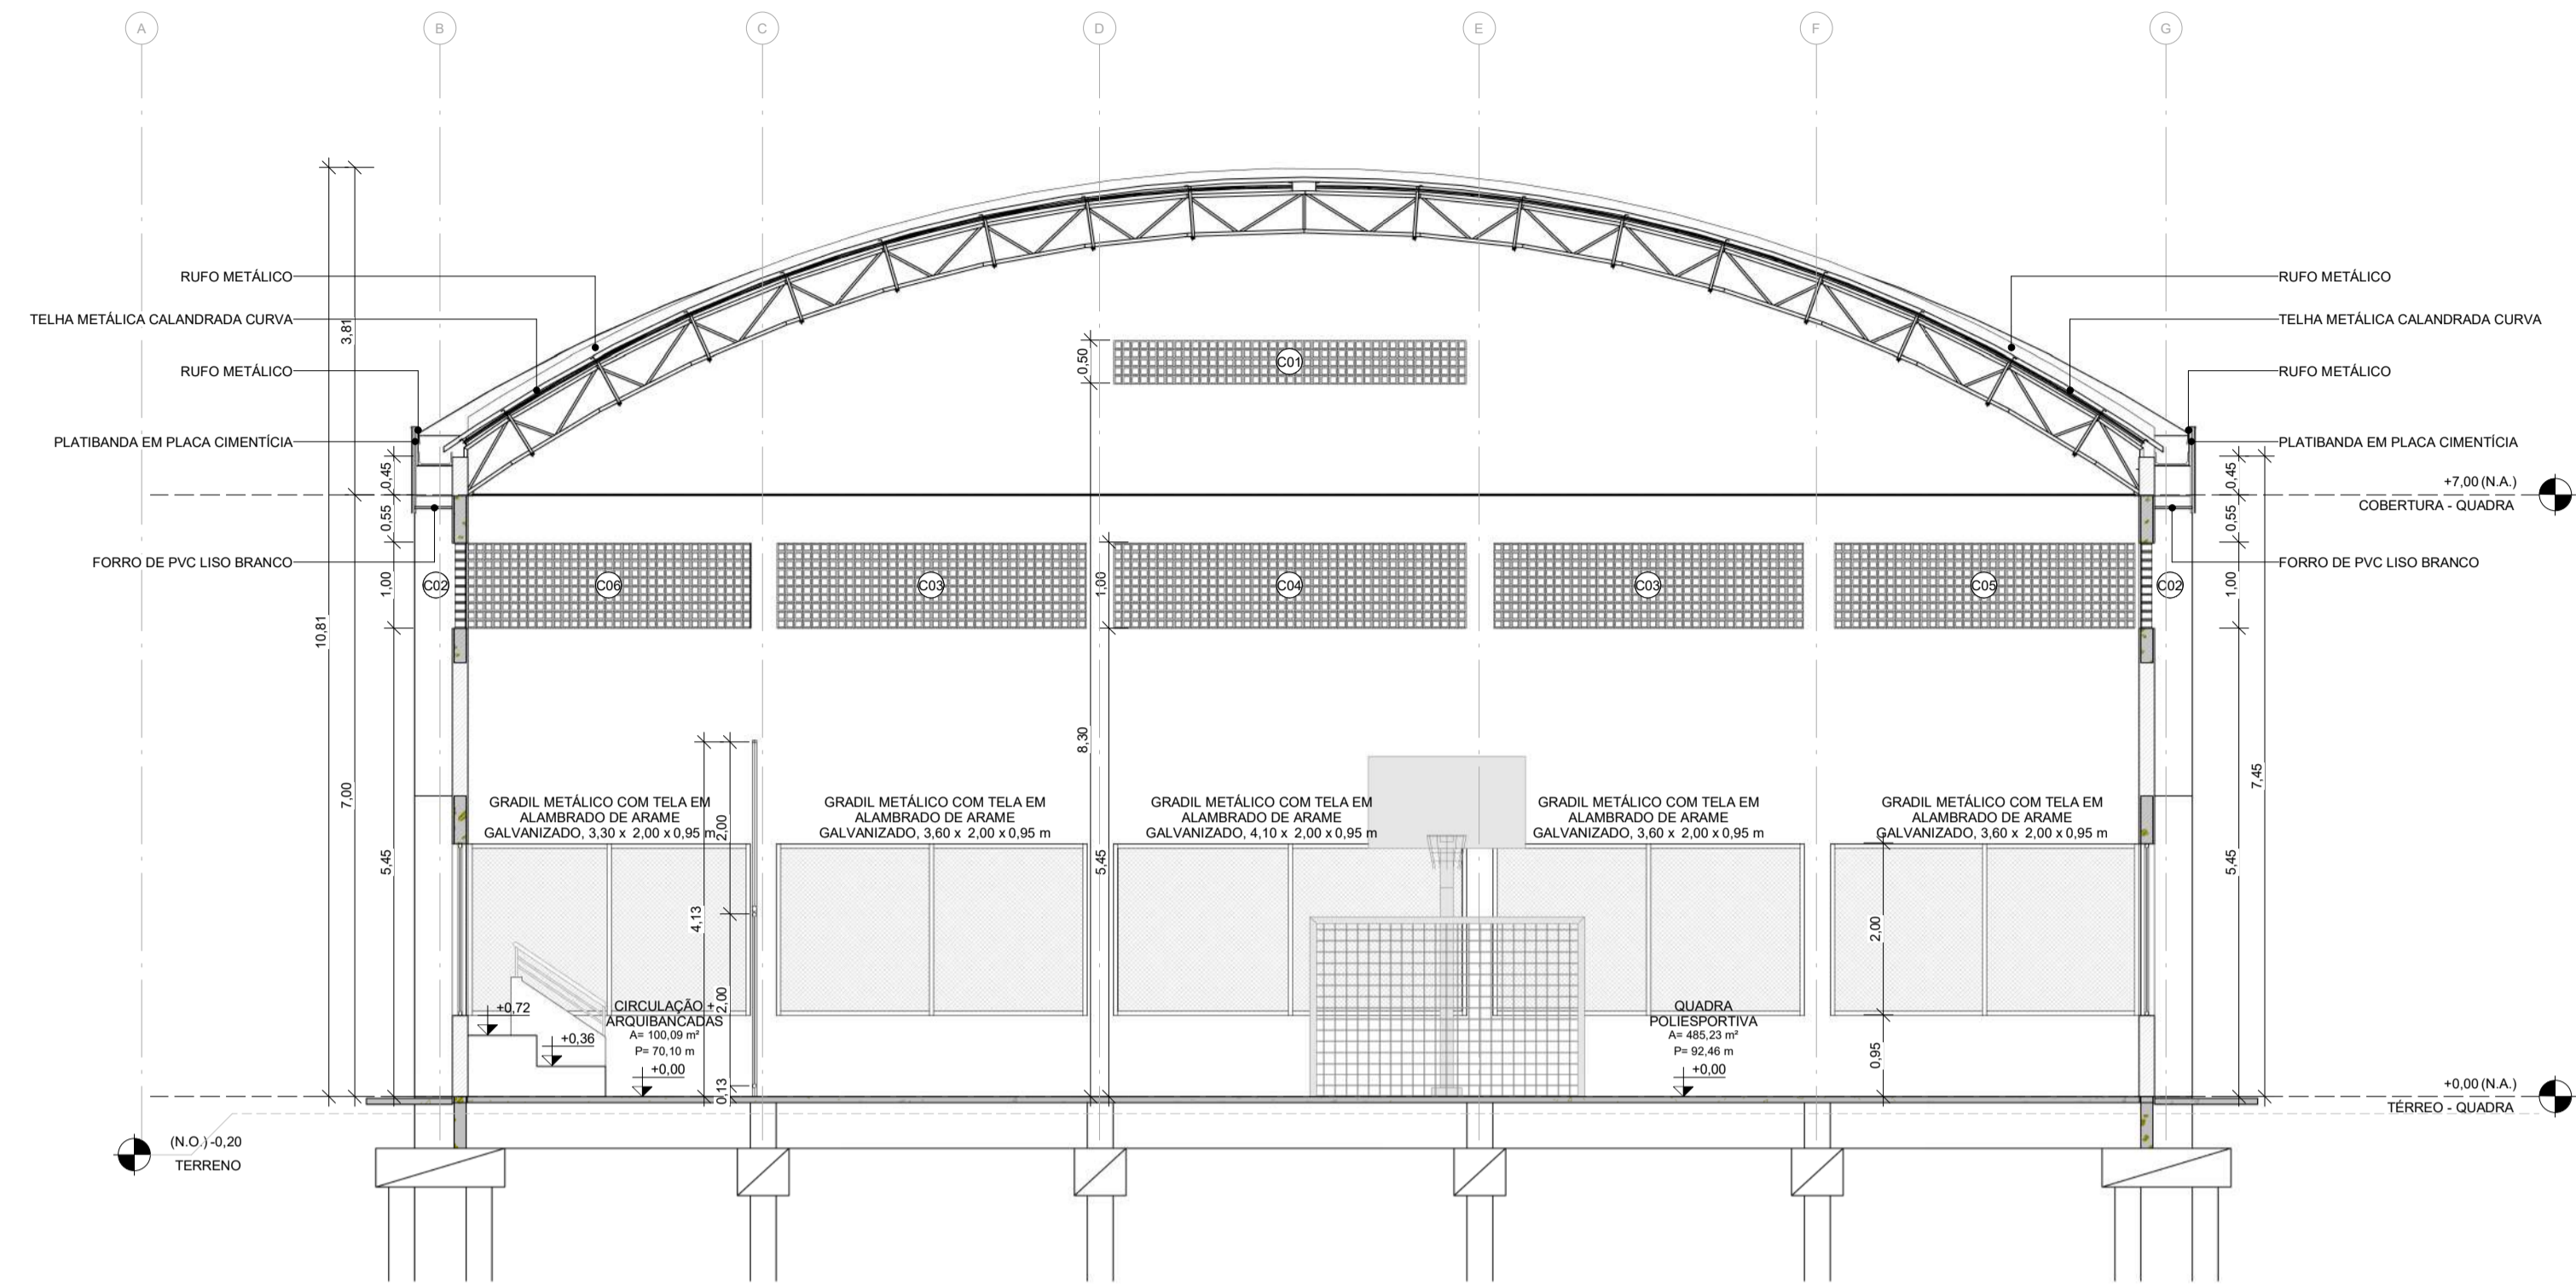 A
B
C
D
E
F
G
RUFO METÁLICO
TELHA METÁLICA CALANDRADA CURVA
RUFO METÁLICO
PLATIBANDA EM PLACA CIMENTÍCIA
FORRO DE PVC LISO BRANCO
RUFO METÁLICO
TELHA METÁLICA CALANDRADA CURVA
RUFO METÁLICO
PLATIBANDA EM PLACA CIMENTÍCIA
+7,00 (N.A.)
COBERTURA - QUADRA
FORRO DE PVC LISO BRANCO
3,81
10,81
7,00
0,45
0,55
1,00
5,45
0,50
C01
C02
C06
C03
1,00
C04
C03
C05
C02
0,45
0,55
1,00
7,45
5,45
8,30
5,45
4,13
2,00
2,00
0,13
GRADIL METÁLICO COM TELA EM
ALAMBRADO DE ARAME
GALVANIZADO, 3,30 x 2,00 x 0,95 m
GRADIL METÁLICO COM TELA EM
ALAMBRADO DE ARAME
GALVANIZADO, 3,60 x 2,00 x 0,95 m
GRADIL METÁLICO COM TELA EM
ALAMBRADO DE ARAME
GALVANIZADO, 4,10 x 2,00 x 0,95 m
GRADIL METÁLICO COM TELA EM
ALAMBRADO DE ARAME
GALVANIZADO, 3,60 x 2,00 x 0,95 m
GRADIL METÁLICO COM TELA EM
ALAMBRADO DE ARAME
GALVANIZADO, 3,60 x 2,00 x 0,95 m
2,00
0,95
+0,72
+0,36
CIRCULAÇÃO +
ARQUIBANCADAS
A= 100,09 m²
P= 70,10 m
+0,00
QUADRA
POLIESPORTIVA
A= 485,23 m²
P= 92,46 m
+0,00
+0,00 (N.A.)
TÉRREO - QUADRA
(N.O.) -0,20
TERRENO